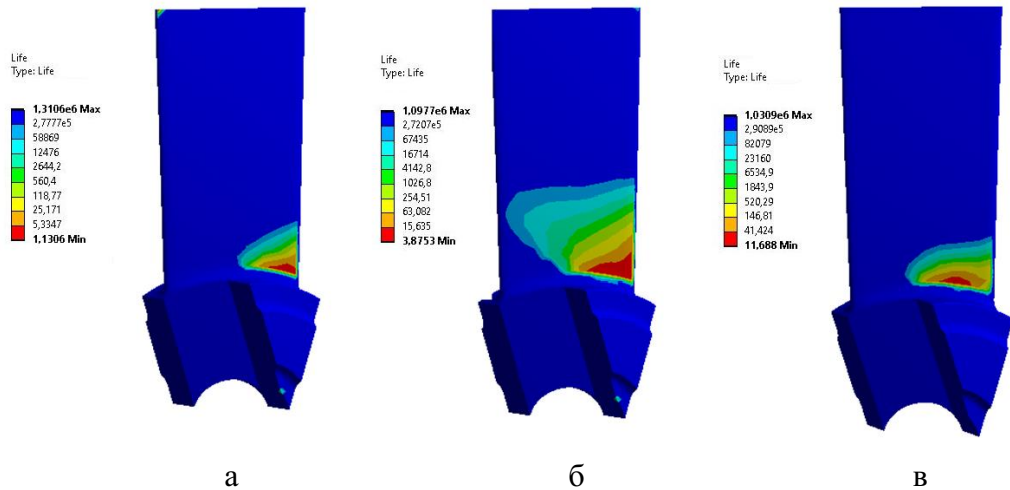 Life
Type: Life
1,3106e6 Max
2,7777e5
58869
12476
2644,2
560,4
118,77
25,171
5,3347
1,1306 Min
Life
Type: Life
1,0977e6 Max
2,7207e5
67435
16714
4142,8
1026,8
254,51
63,082
15,635
3,8753 Min
Life
Type: Life
1,0309e6 Max
2,9089e5
82079
23160
6534,9
1843,9
520,29
146,81
41,424
11,688 Min
а
б
в